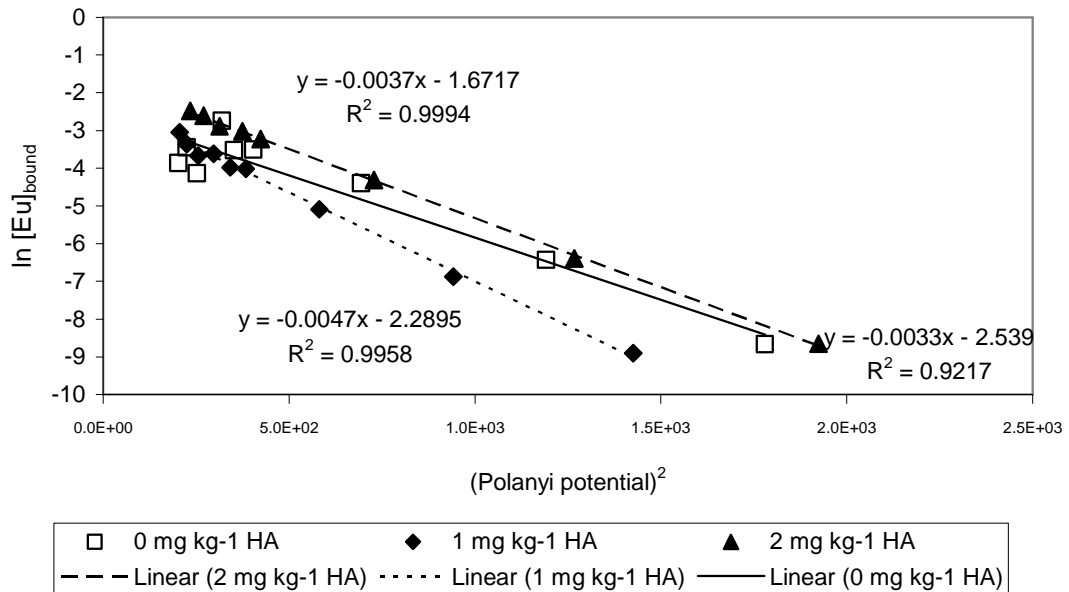 0
-1
-2
-3
-4
-5
-6
-7
-8
-9
-10
ln [Eu]bound
y = -0.0037x - 1.6717
R2 = 0.9994
y = -0.0047x - 2.2895
R2 = 0.9958
y = -0.0033x - 2.539
R2 = 0.9217
0.0E+00 5.0E+02 1.0E+03 1.5E+03 2.0E+03 2.5E+03
(Polanyi potential)2
0 mg kg-1 HA 1 mg kg-1 HA 2 mg kg-1 HA
Linear (2 mg kg-1 HA) Linear (1 mg kg-1 HA) Linear (0 mg kg-1 HA)